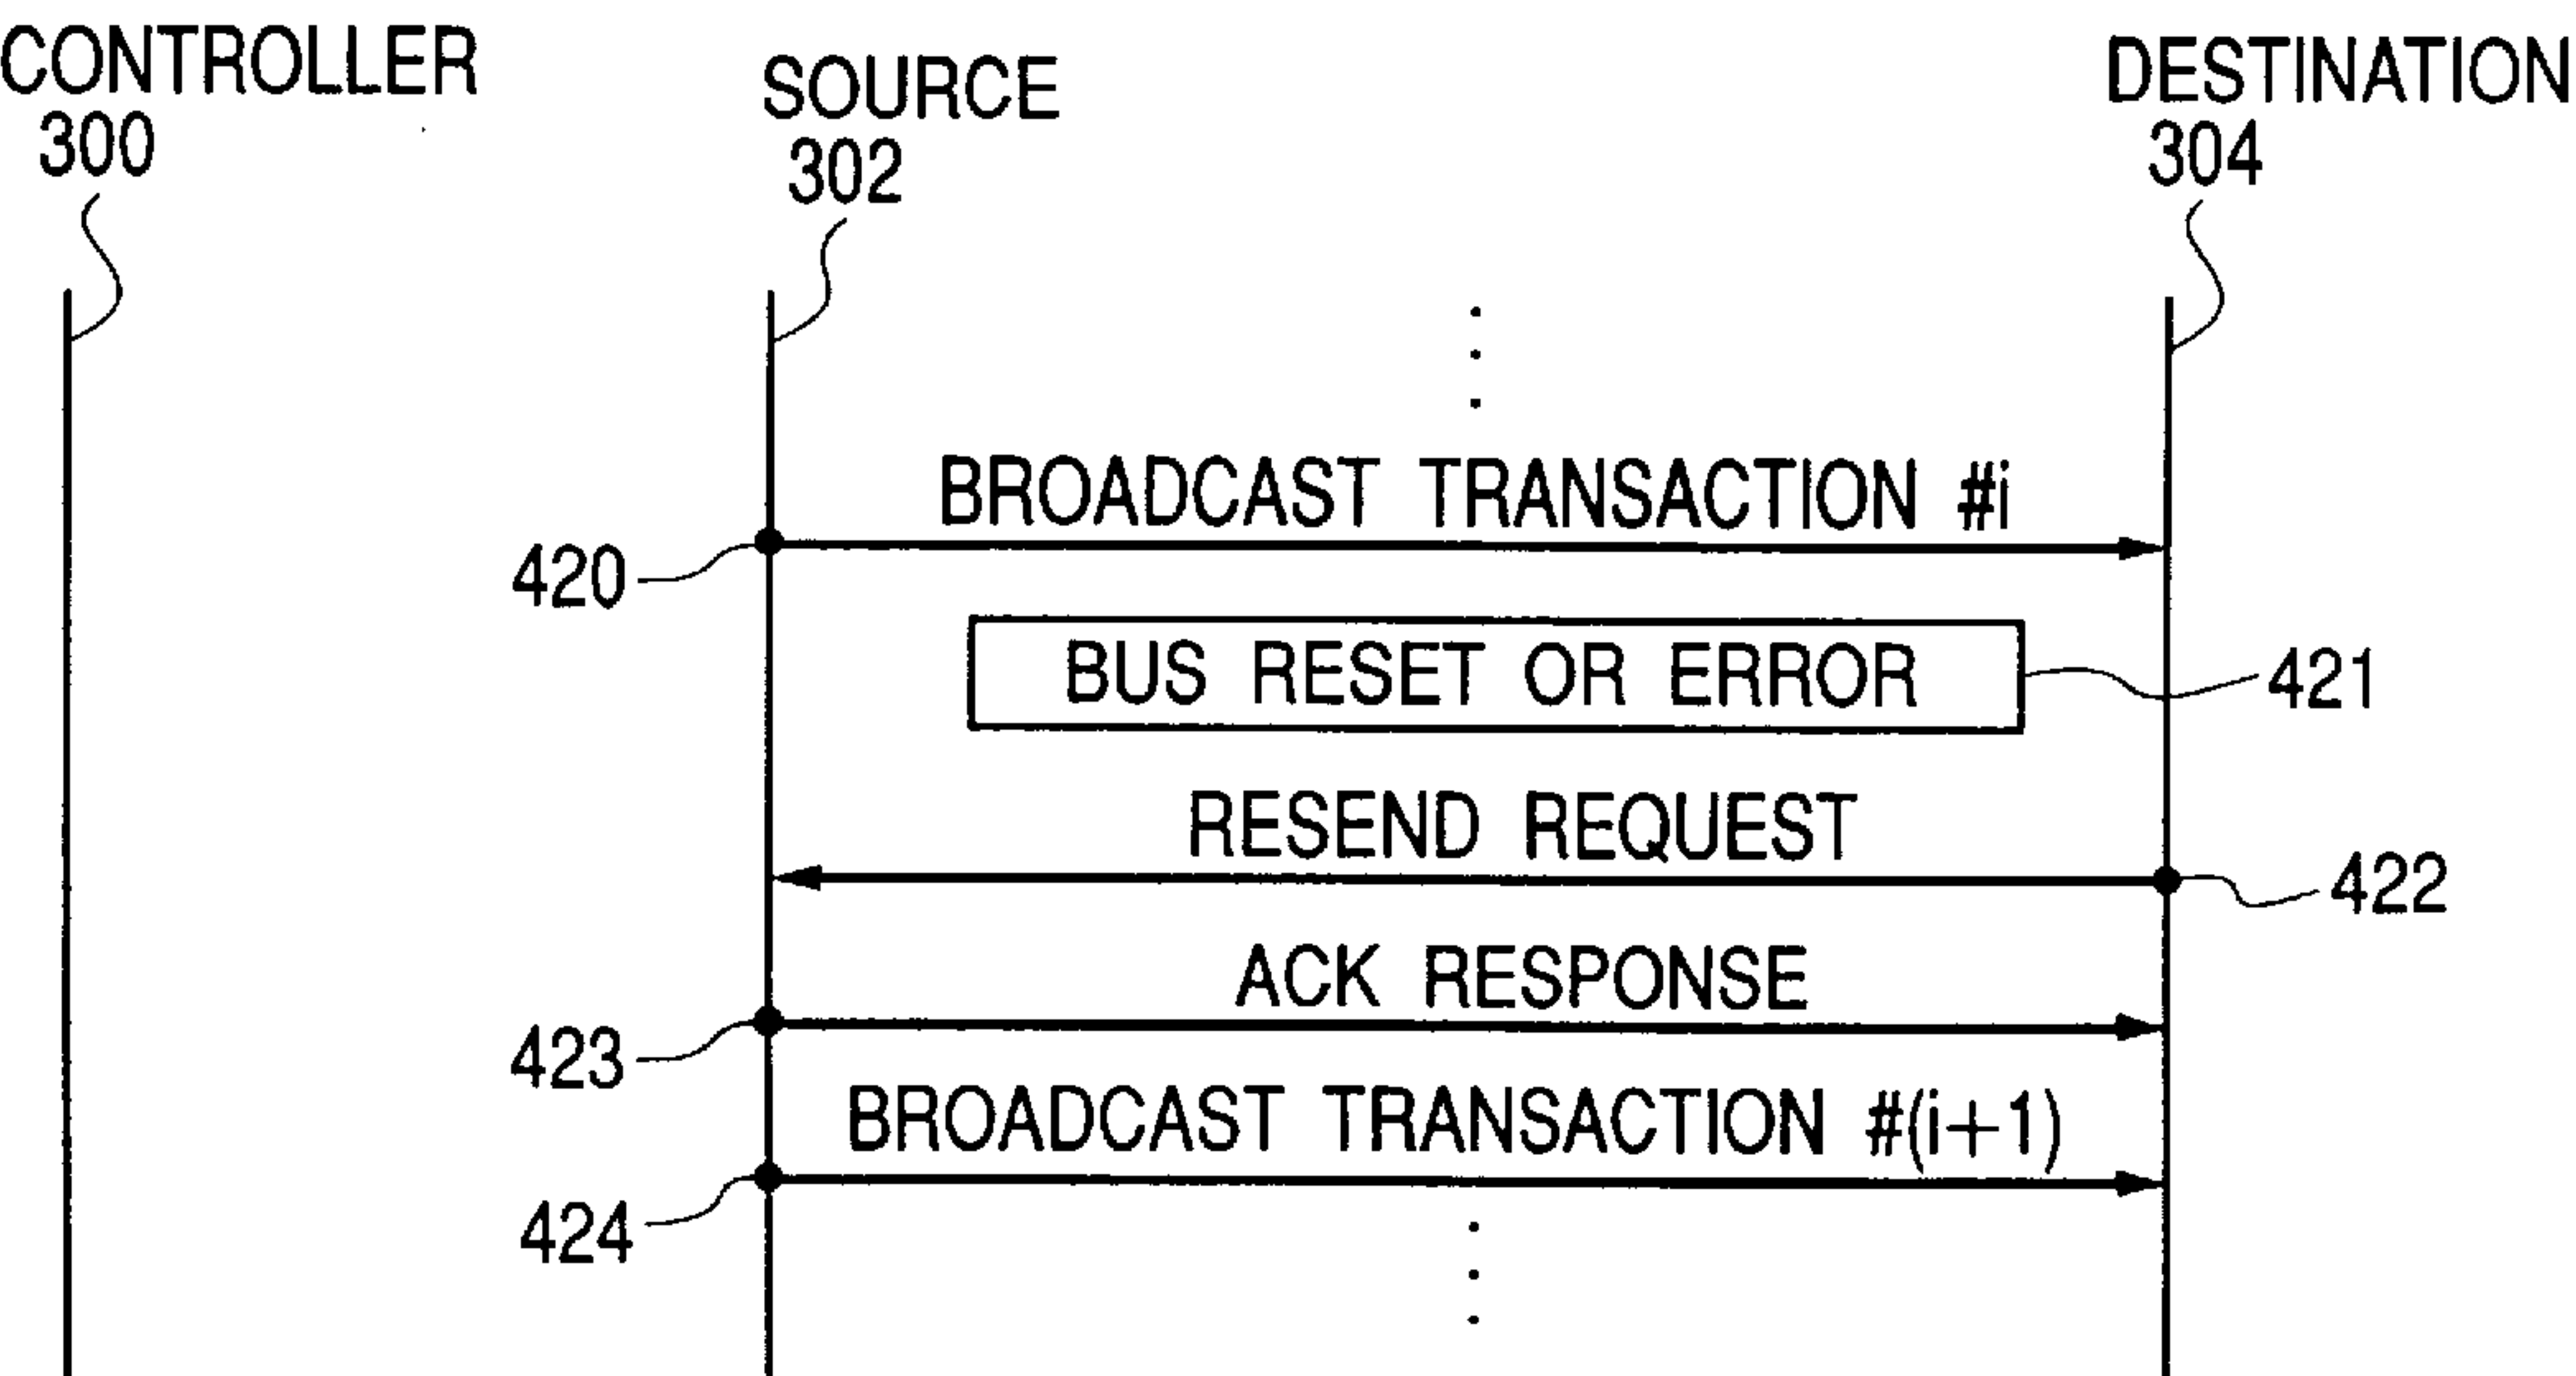 CONTROLLER
300
SOURCE
302
DESTINATION
304
BROADCAST TRANSACTION #i
420
BUS RESET OR ERROR
421
RESEND REQUEST
422
ACK RESPONSE
423
BROADCAST TRANSACTION #(i+1)
424